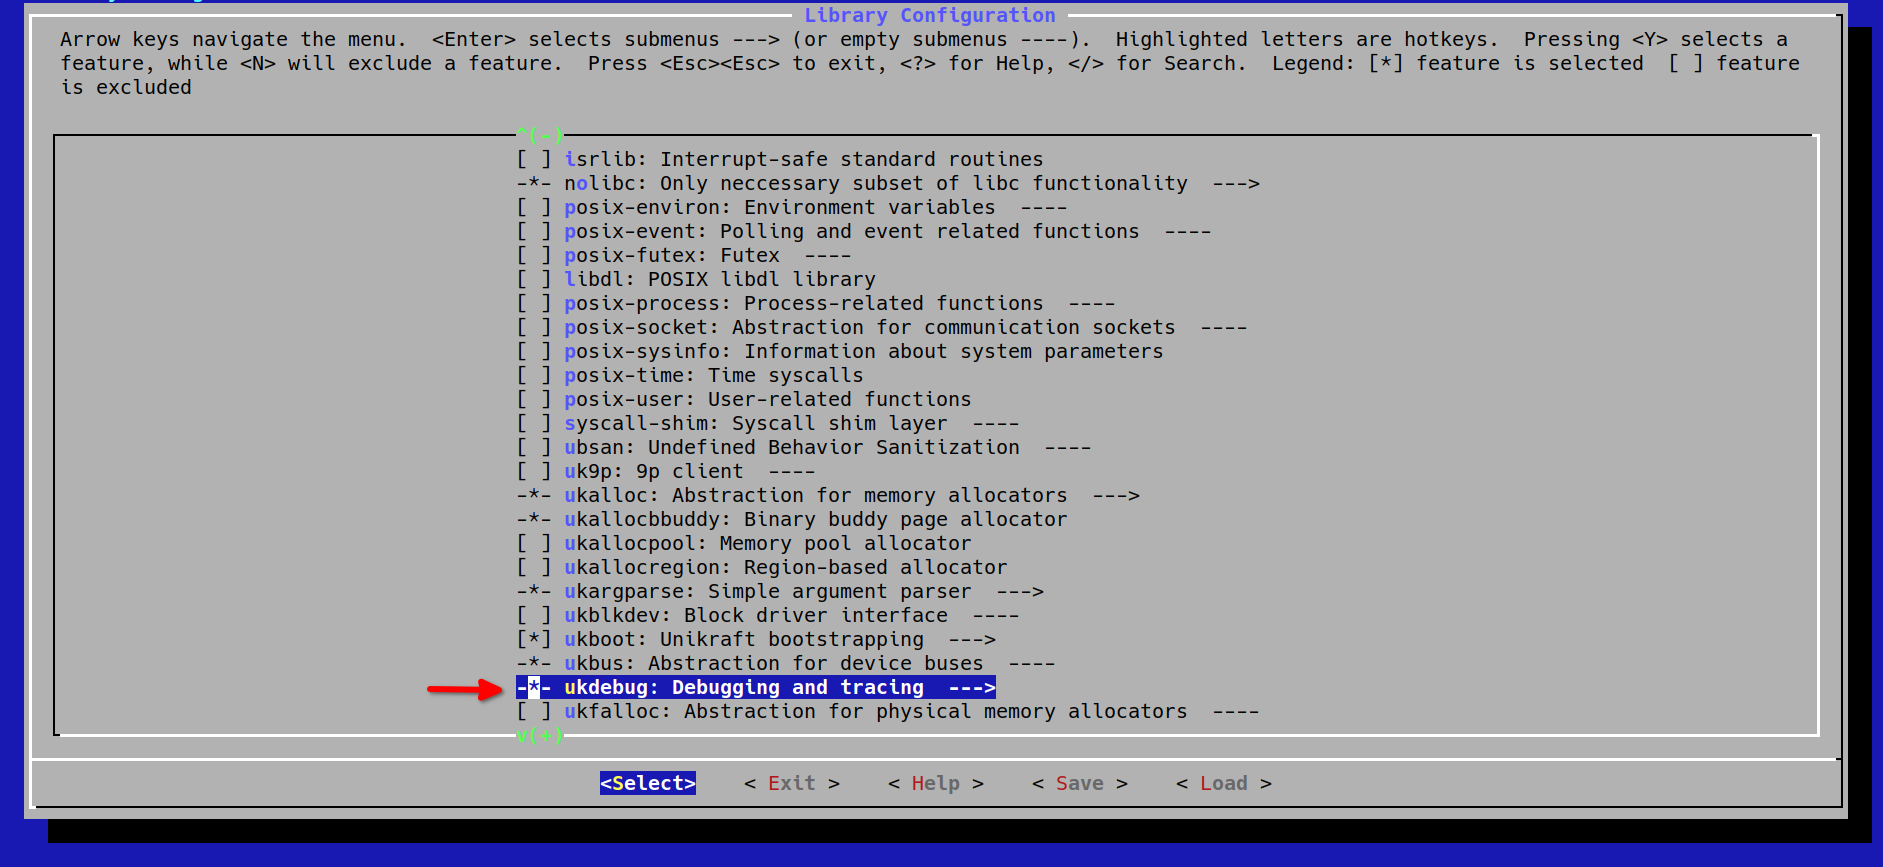 Library Configuration
Arrow keys navigate the menu.  <Enter> selects submenus ---> (or empty submenus ----).  Highlighted letters are hotkeys.  Pressing <Y> selects a
feature, while <N> will exclude a feature.  Press <Esc><Esc> to exit, <?> for Help, </> for Search.  Legend: [*] feature is selected  [ ] feature
is excluded
^(-)
[ ] isrlib: Interrupt-safe standard routines
-*- nolibc: Only neccessary subset of libc functionality  --->
[ ] posix-environ: Environment variables  ----
[ ] posix-event: Polling and event related functions  ----
[ ] posix-futex: Futex  ----
[ ] libdl: POSIX libdl library
[ ] posix-process: Process-related functions  ----
[ ] posix-socket: Abstraction for communication sockets  ----
[ ] posix-sysinfo: Information about system parameters
[ ] posix-time: Time syscalls
[ ] posix-user: User-related functions
[ ] syscall-shim: Syscall shim layer  ----
[ ] ubsan: Undefined Behavior Sanitization  ----
[ ] uk9p: 9p client  ----
-*- ukalloc: Abstraction for memory allocators  --->
-*- ukallocbbuddy: Binary buddy page allocator
[ ] ukallocpool: Memory pool allocator
[ ] ukallocregion: Region-based allocator
-*- ukargparse: Simple argument parser  --->
[ ] ukblkdev: Block driver interface  ----
[*] ukboot: Unikraft bootstrapping  --->
-*- ukbus: Abstraction for device buses  ----
-*- ukdebug: Debugging and tracing  --->
[ ] ukfalloc: Abstraction for physical memory allocators  ----
v(+)
<Select>    < Exit >    < Help >    < Save >    < Load >